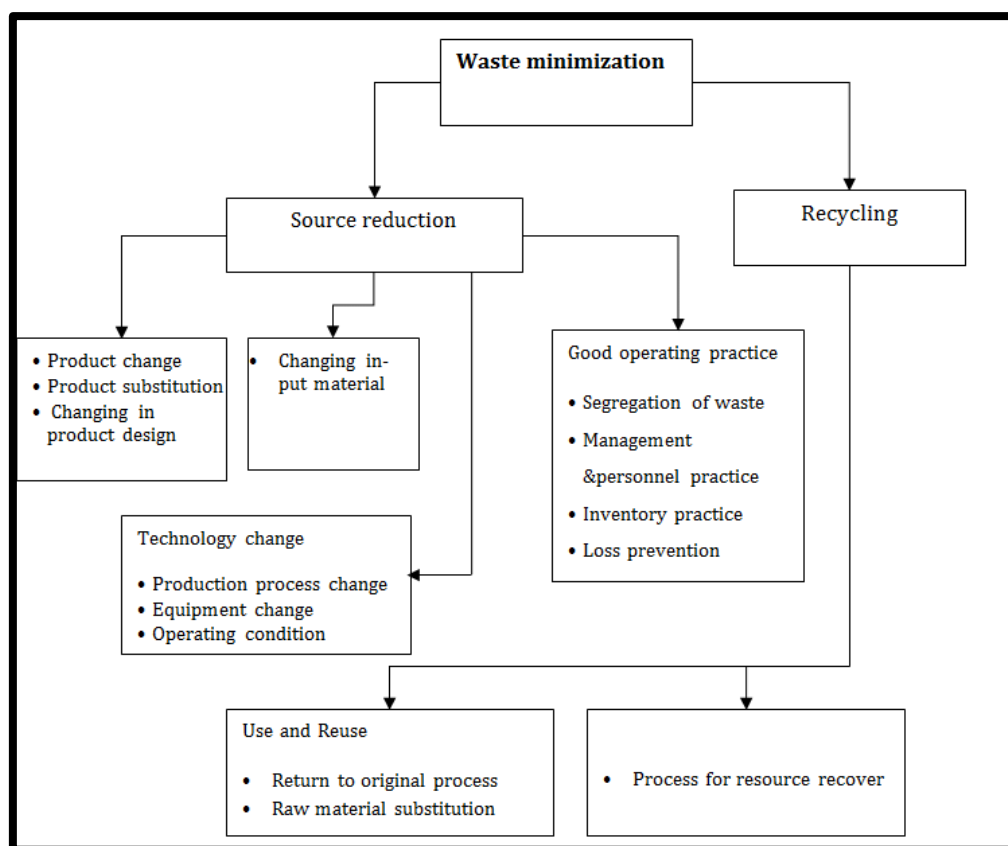 Waste minimization
Source reduction
Recycling
• Product change
• Product substitution
• Changing in
product design
• Changing in-
put material
Good operating practice
• Segregation of waste
• Management
&personnel practice
• Inventory practice
• Loss prevention
Technology change
• Production process change
• Equipment change
• Operating condition
Use and Reuse
• Return to original process
• Raw material substitution
• Process for resource recover